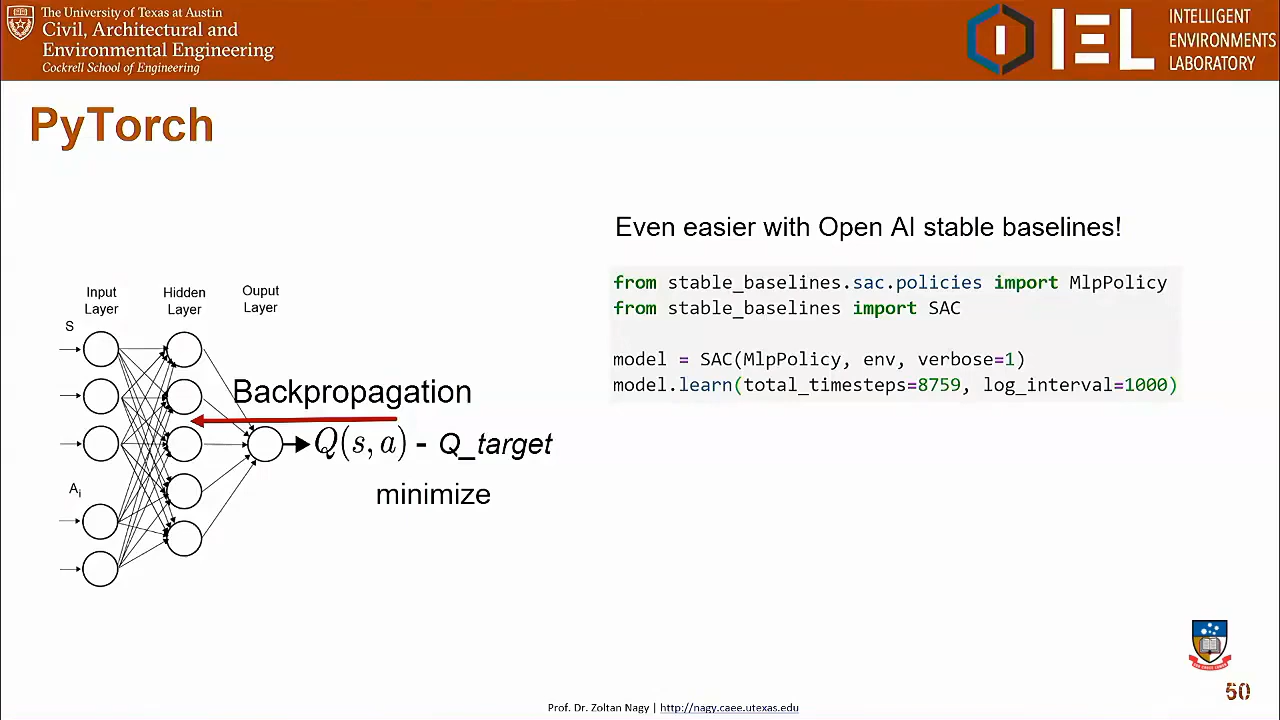 The University of Texas at Austin
Civil, Architectural and
Environmental Engineering
Cockrell School of Engineering
I
IEL
INTELLIGENT
ENVIRONMENTS
LABORATORY
PyTorch
Input
Layer
Hidden
Layer
Ouput
Layer
S
A_i
Backpropagation
Q(s, a) - Q_target
minimize
Even easier with Open AI stable baselines!
from stable_baselines.sac.policies import MlpPolicy
from stable_baselines import SAC
model = SAC(MlpPolicy, env, verbose=1)
model.learn(total_timesteps=8759, log_interval=1000)
50
Prof. Dr. Zoltan Nagy | http://nagy.caee.utexas.edu